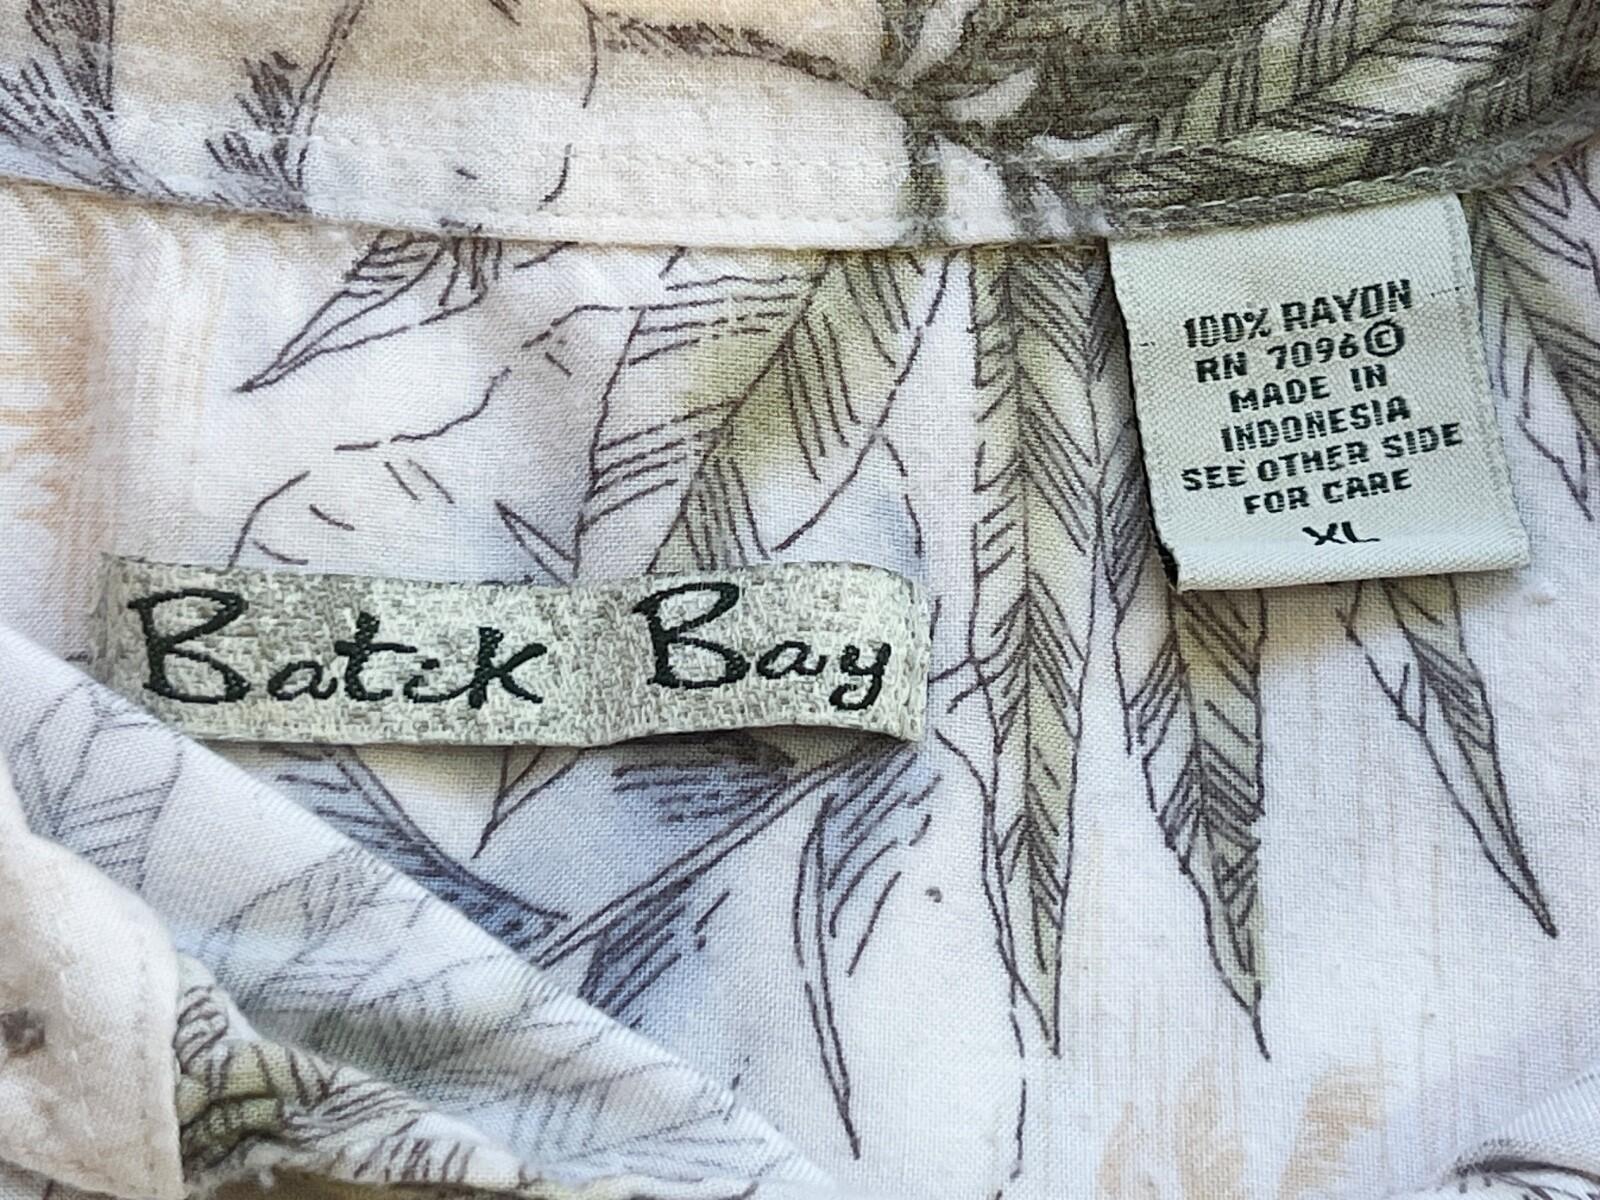 100% RAYON
RN 7096©
MADE IN
INDONESIA
SEE OTHER SIDE
FOR CARE
XL
Batik Bay